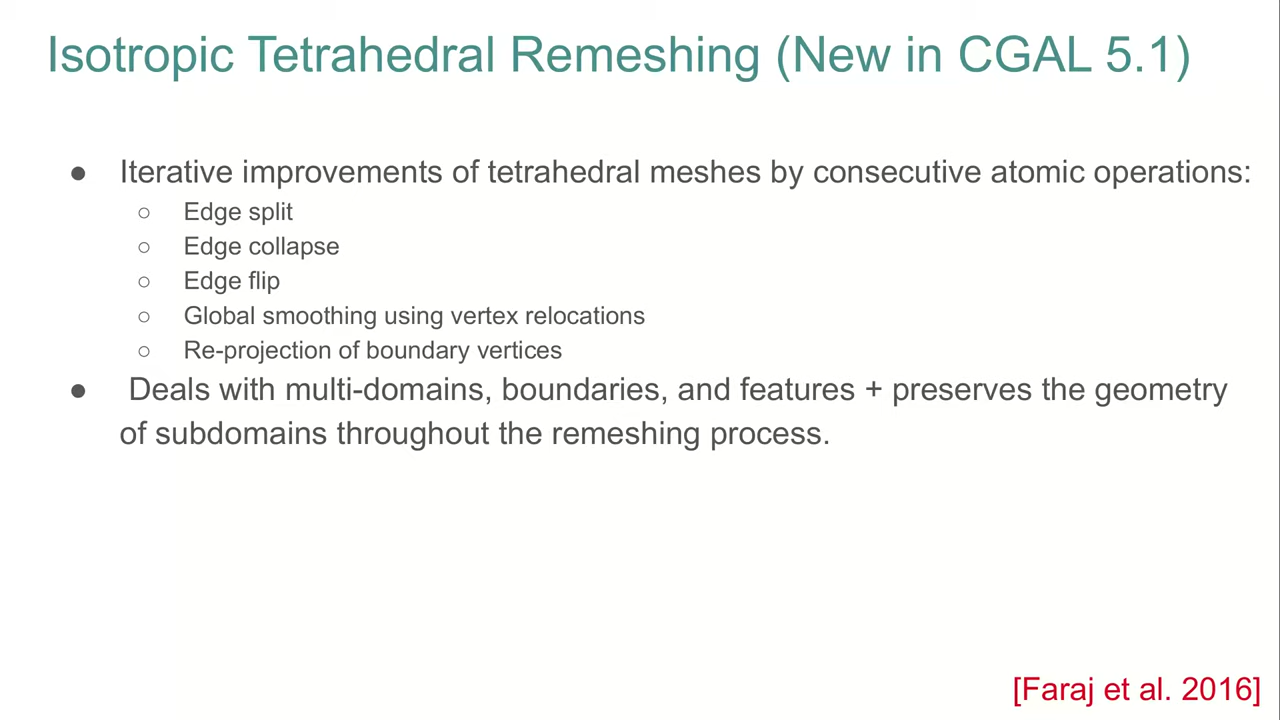 Isotropic Tetrahedral Remeshing (New in CGAL 5.1)
● Iterative improvements of tetrahedral meshes by consecutive atomic operations:
○ Edge split
○ Edge collapse
○ Edge flip
○ Global smoothing using vertex relocations
○ Re-projection of boundary vertices
● Deals with multi-domains, boundaries, and features + preserves the geometry
of subdomains throughout the remeshing process.
[Faraj et al. 2016]